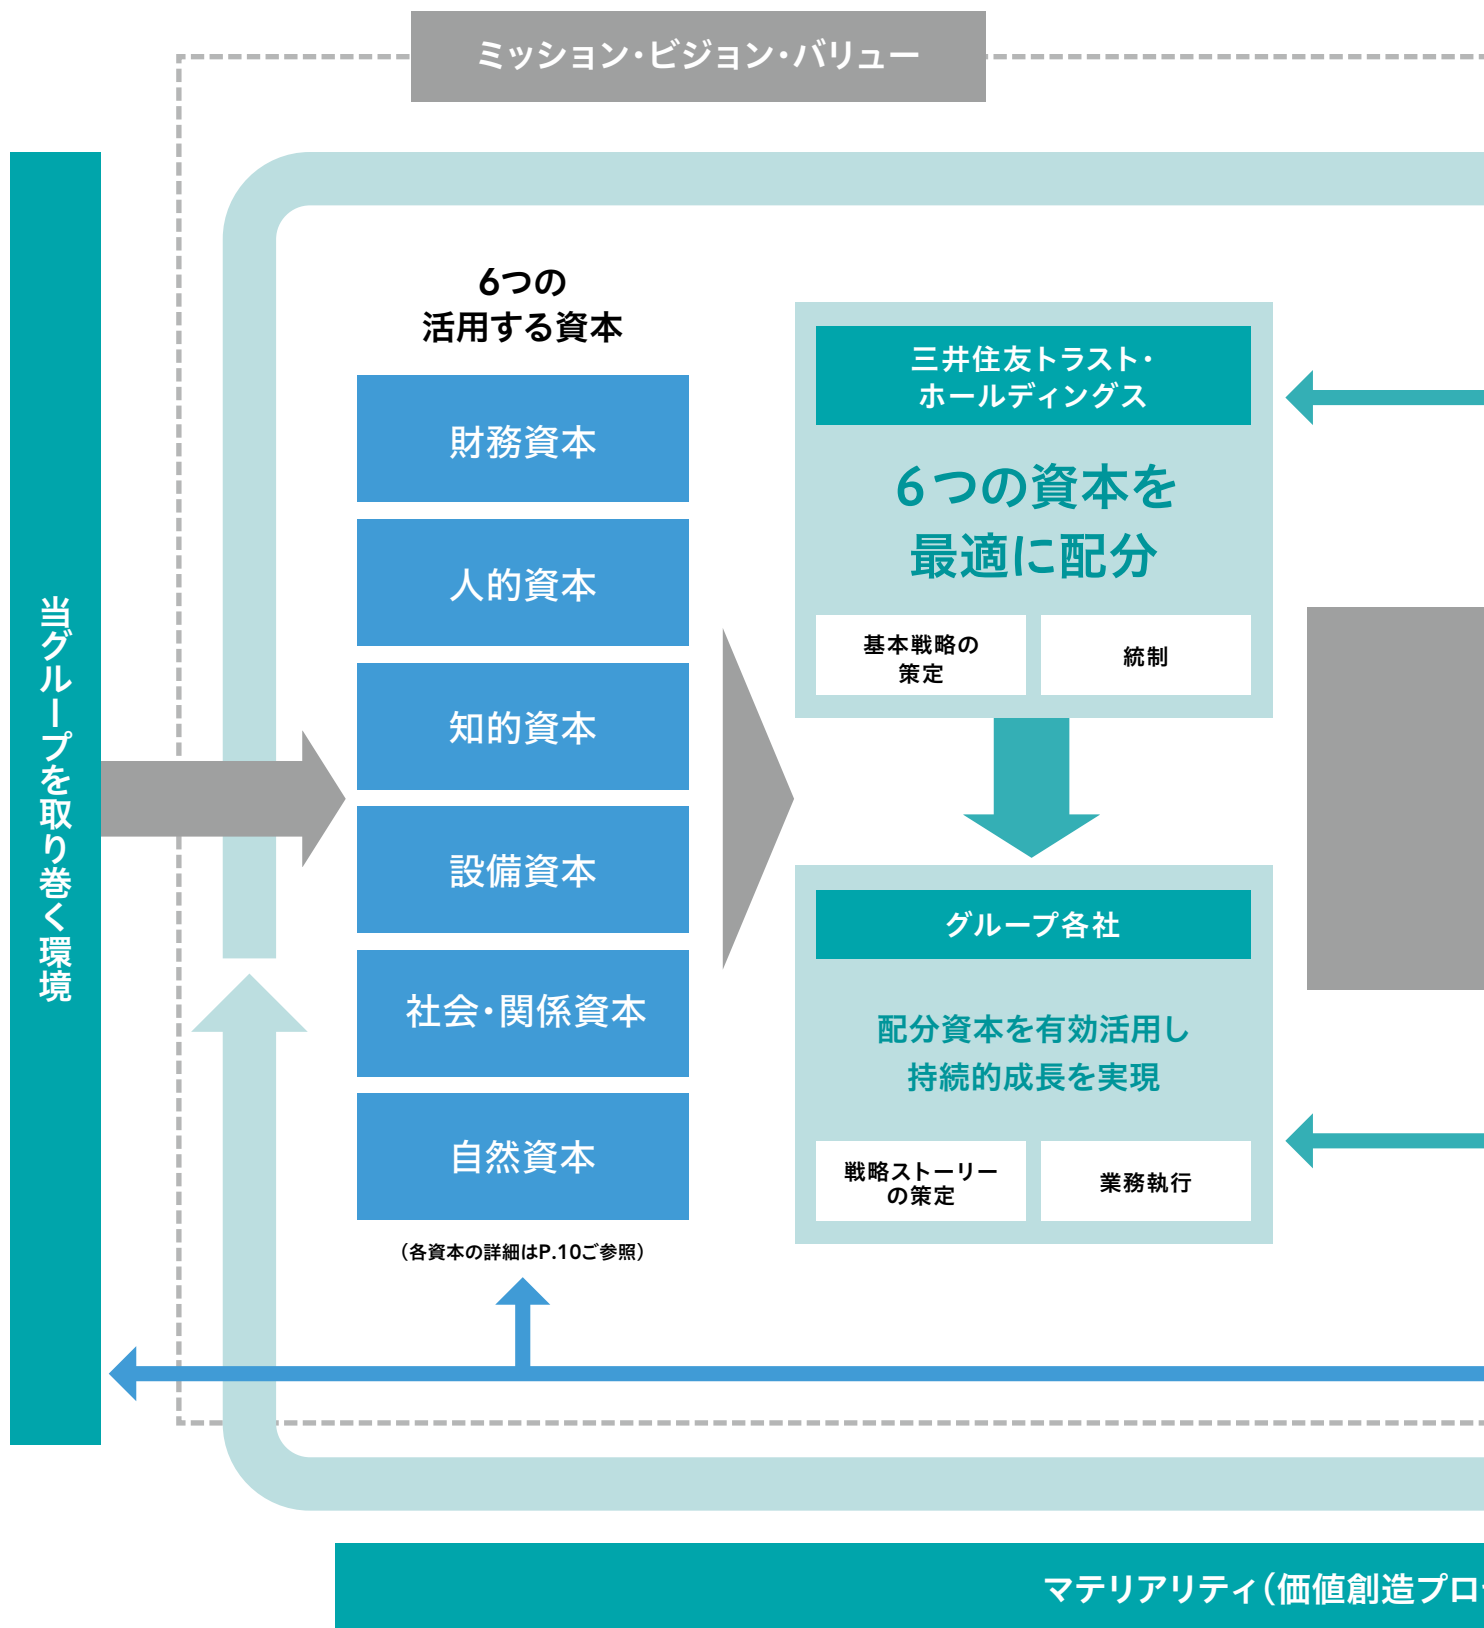 ミッション・ビジョン・バリュー
当グループを取り巻く環境
6つの
活用する資本
財務資本
人的資本
知的資本
設備資本
社会・関係資本
自然資本
（各資本の詳細はP.10ご参照）
三井住友トラスト・
ホールディングス
6つの資本を
最適に配分
基本戦略の
策定
統制
グループ各社
配分資本を有効活用し
持続的成長を実現
戦略ストーリー
の策定
業務執行
マテリアリティ（価値創造プロ